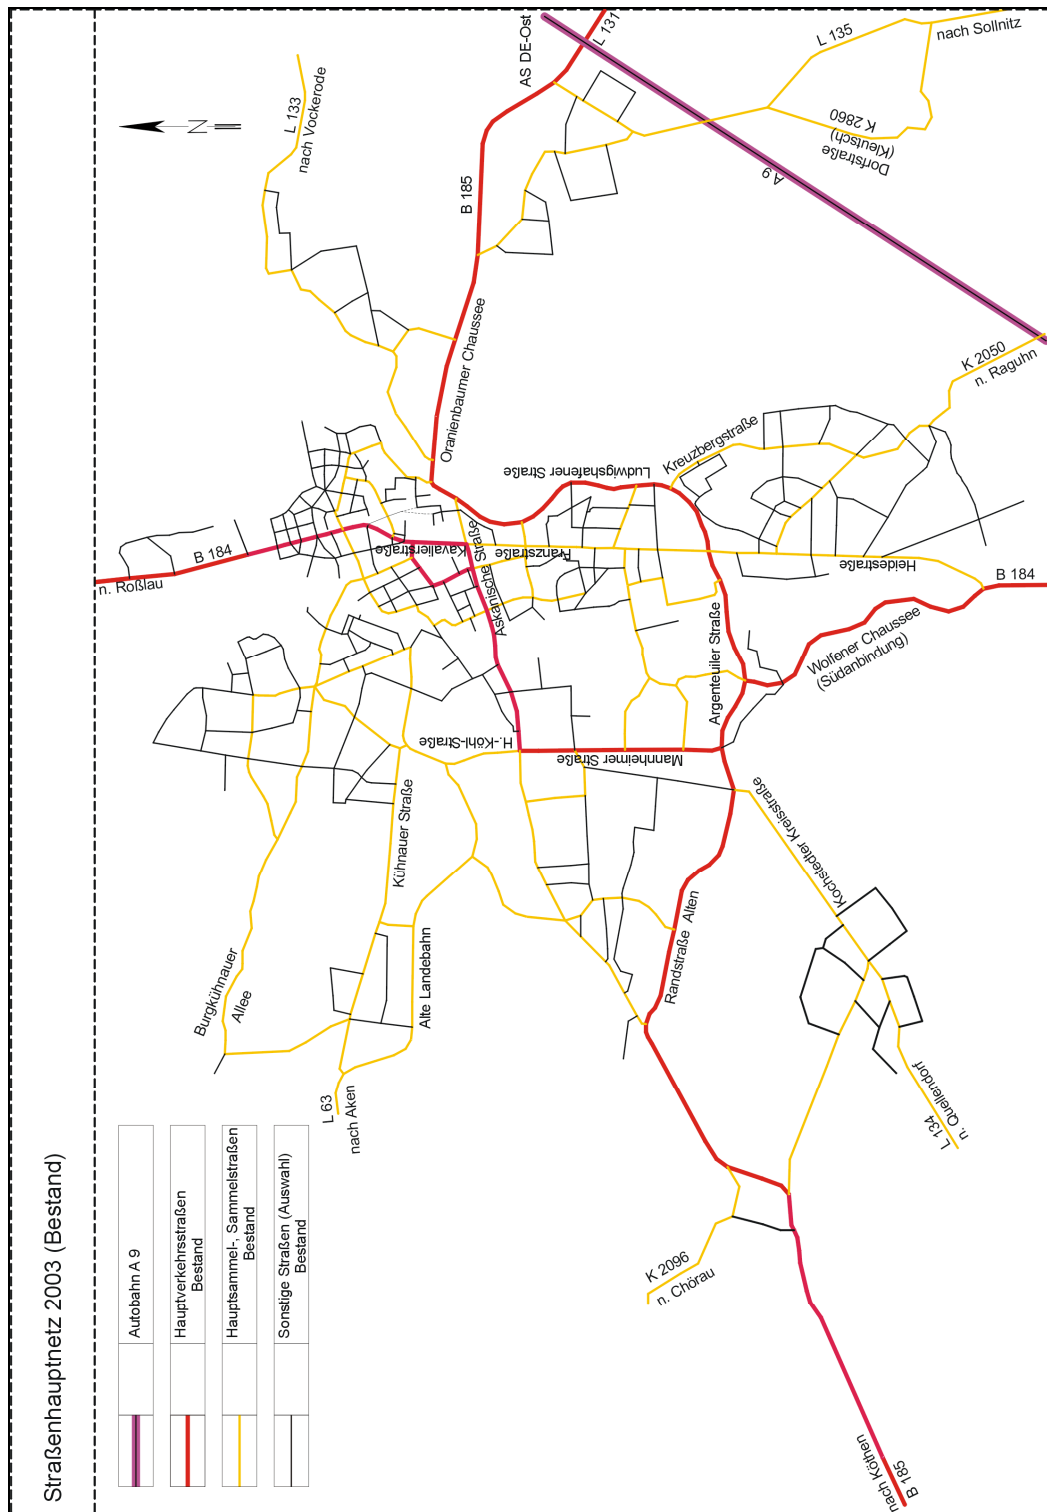 Straßenhauptnetz 2003 (Bestand)
Autobahn A 9
Hauptverkehrsstraßen
Bestand
Hauptsammel-, Sammelstraßen
Bestand
Sonstige Straßen (Auswahl)
Bestand
N
L 133
nach Vockerode
AS DE-Ost
L 131
L 135
nach Sollnitz
K 2860
Dorfstraße
(Kleutsch)
A 9
B 185
Oranienbaumer Chaussee
K 2050
n. Raguhn
Kreuzbergstraße
Ludwigshafener Straße
B 184
n. Roßlau
Kavalierstraße
Askanische Straße
Franzstraße
Heidestraße
B 184
Wolfener Chaussee
(Südanbindung)
Argenteuiler Straße
H.-Köhl-Straße
Mannheimer Straße
Kühnauer Straße
Kochstedter Kreisstraße
Burgkühnauer
Allee
Alte Landebahn
Randstraße Alten
L 63
nach Aken
L 134
n. Quellendorf
K 2096
n. Chörau
nach Köthen
B 185